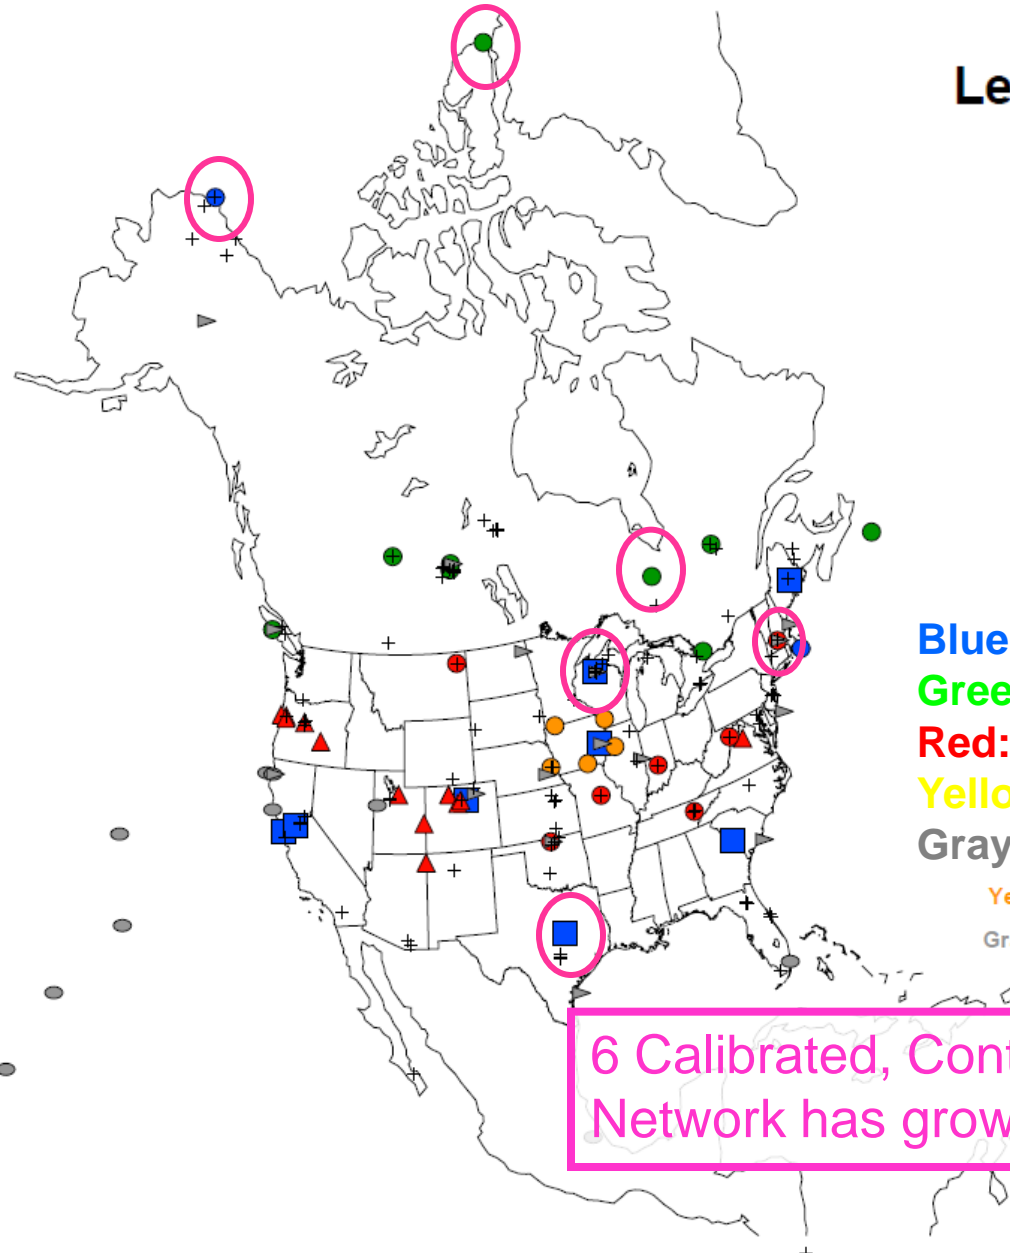 Le
Blue
Gree
Red:
Yello
Gray
Ye
Gr
6 Calibrated, Cont
Network has grow